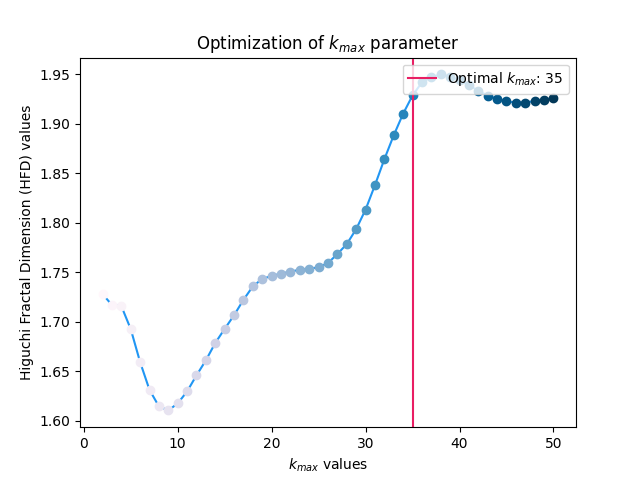 Optimization of k_max parameter
Optimal k_max: 35
Higuchi Fractal Dimension (HFD) values
1.95
1.90
1.85
1.80
1.75
1.70
1.65
1.60
0 10 20 30 40 50
k_max values